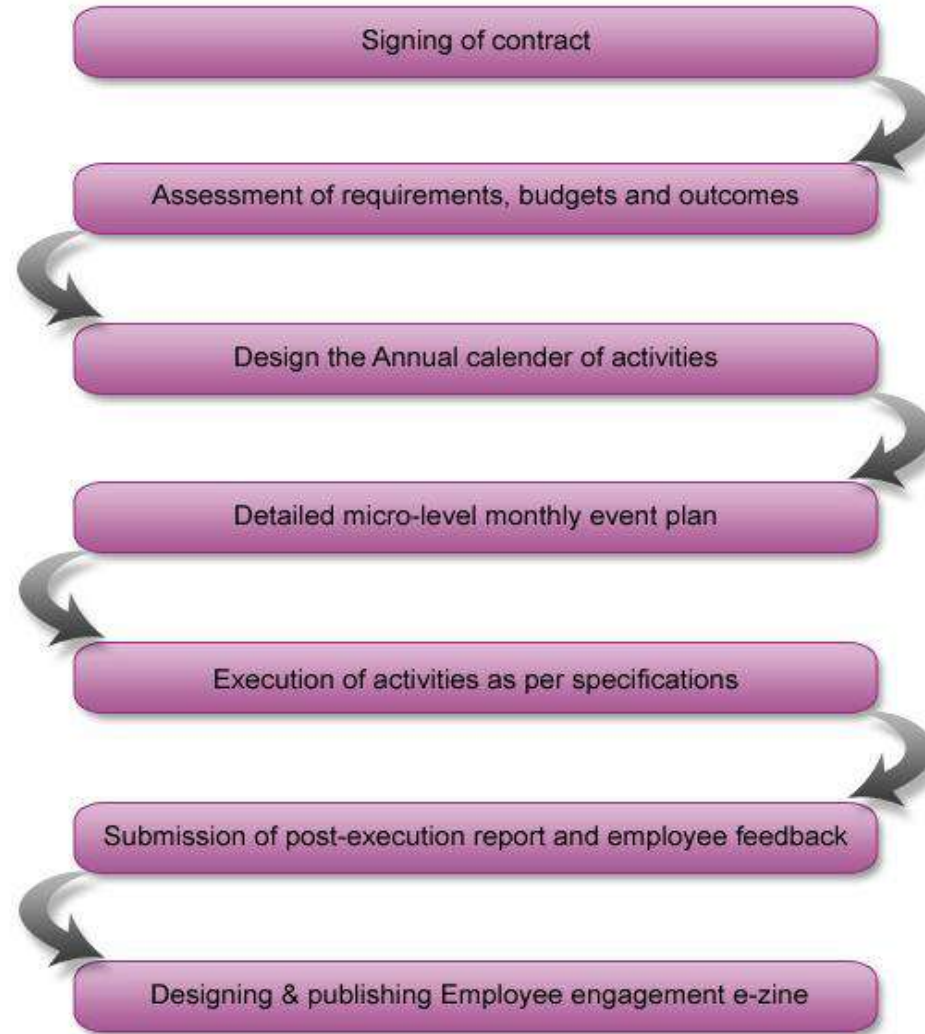 Signing of contract
Assessment of requirements, budgets and outcomes
Design the Annual calender of activities
Detailed micro-level monthly event plan
Execution of activities as per specifications
Submission of post-execution report and employee feedback
Designing & publishing Employee engagement e-zine